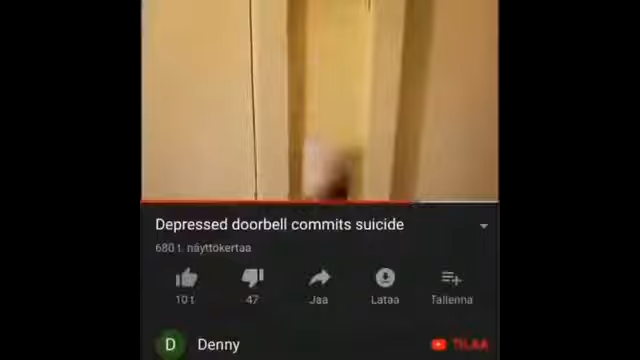 Depressed doorbell commits suicide
680 t. näyttökertaa
10 t. 47 Jaa Lataa Tallenna
D Denny TILAA